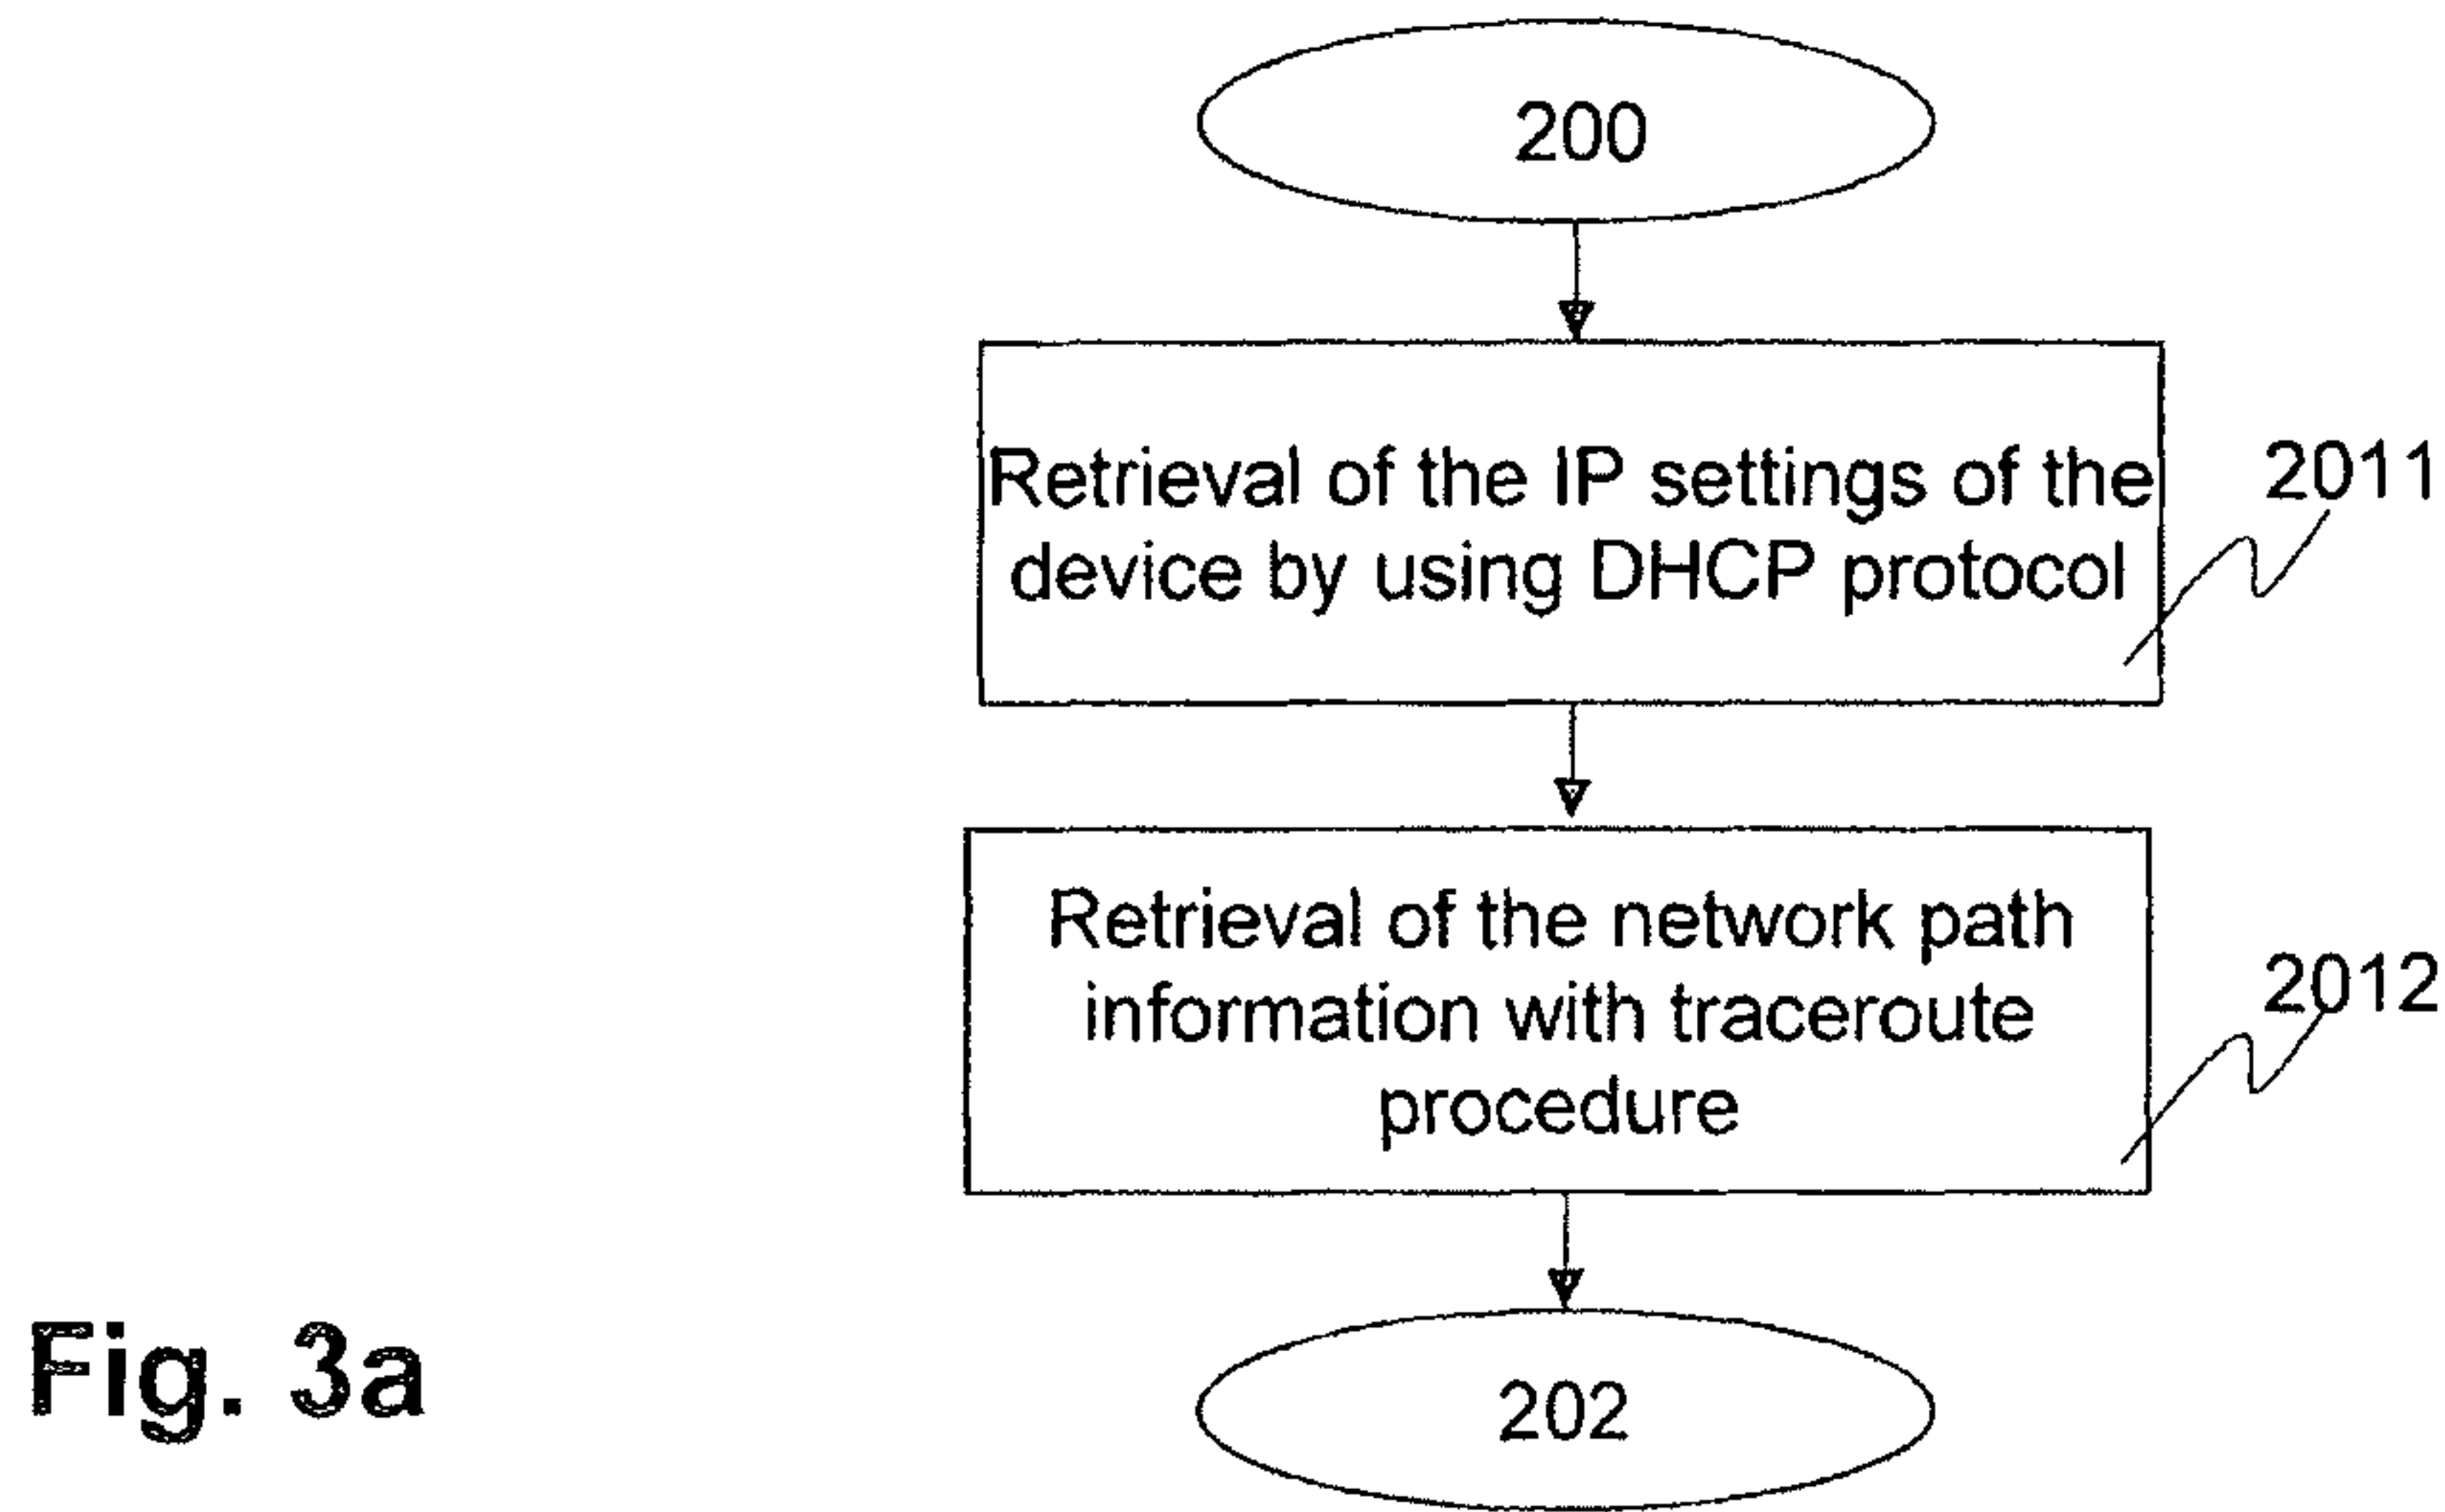 200
Retrieval of the IP settings of the
device by using DHCP protocol
2011
Retrieval of the network path
information with traceroute
procedure
2012
202
Fig. 3a